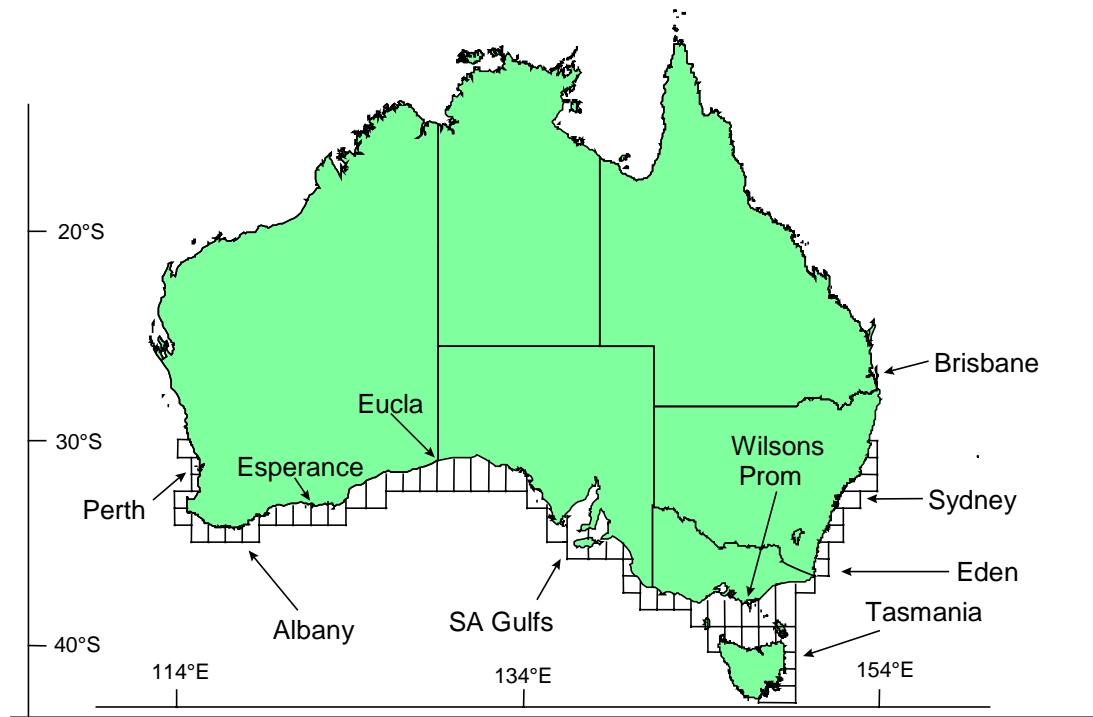 20°S
Brisbane
Eucla
30°S
Wilsons
Prom
Esperance
Perth
Sydney
Eden
SA Gulfs
Tasmania
Albany
40°S
114°E
134°E
154°E